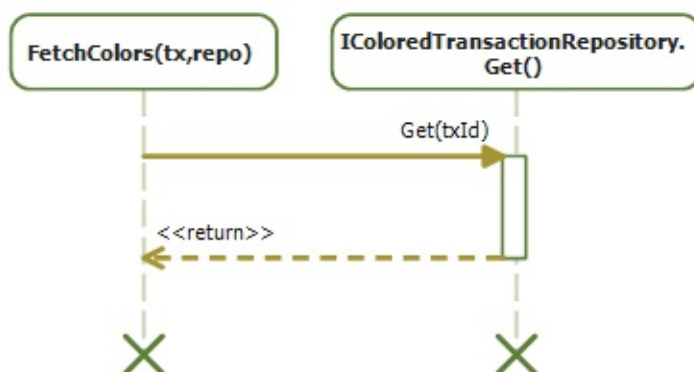 FetchColors(tx,repo)
IColoredTransactionRepository.
Get()
Get(txId)
<<return>>